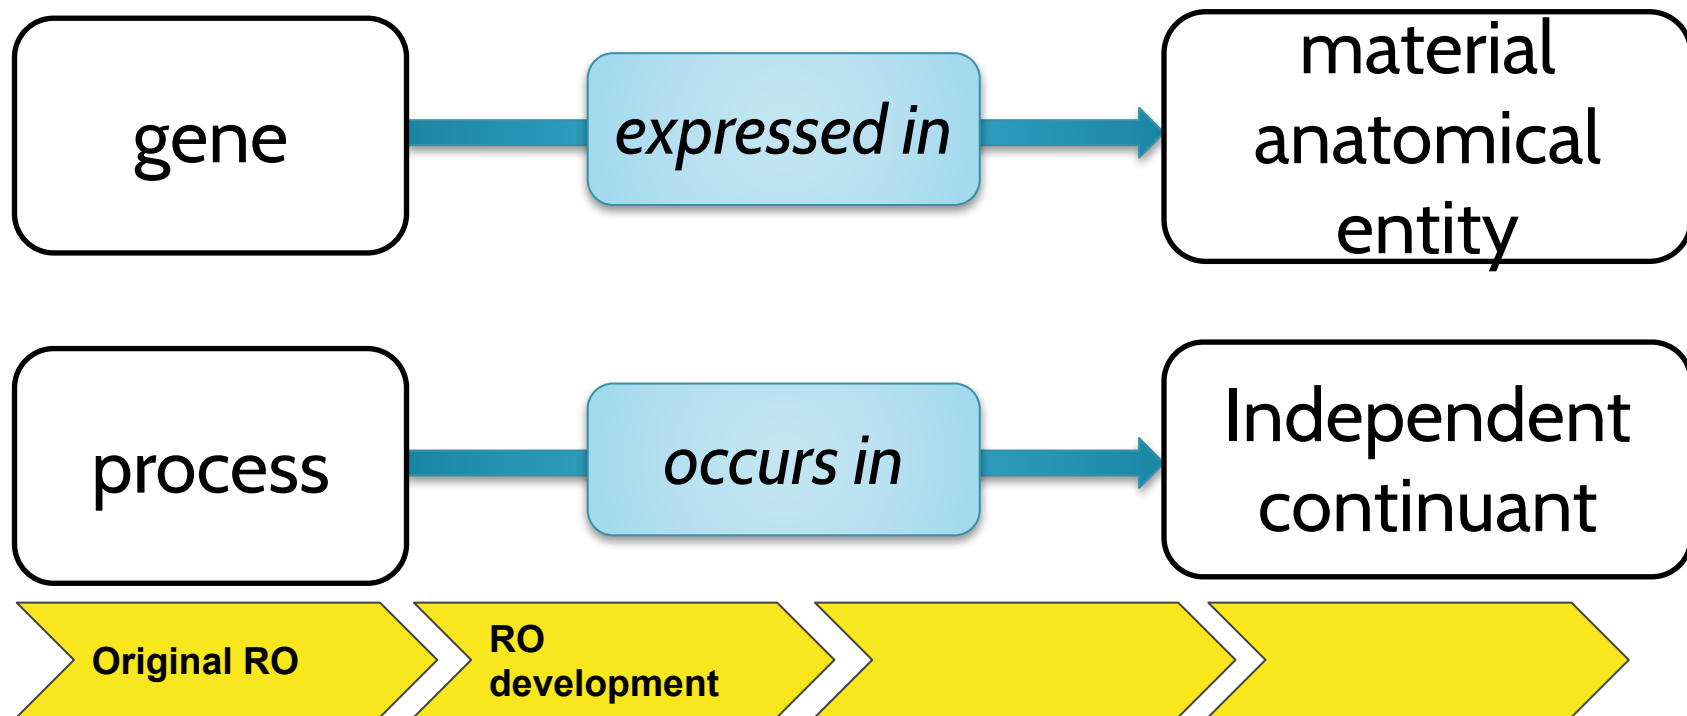 gene
expressed in
material
anatomical
entity
process
occurs in
Independent
continuant
Original RO
RO
development